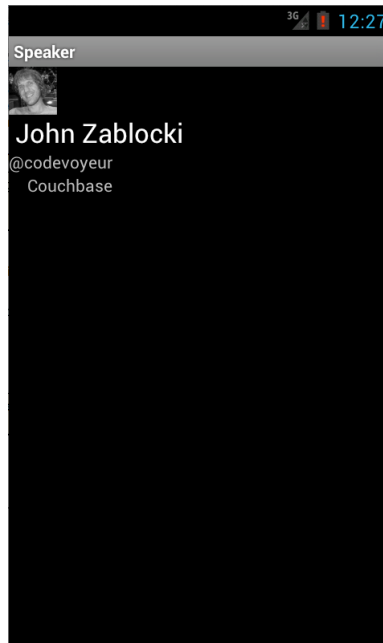 3G 12:27
Speaker
John Zablocki
@codevoyeur
Couchbase